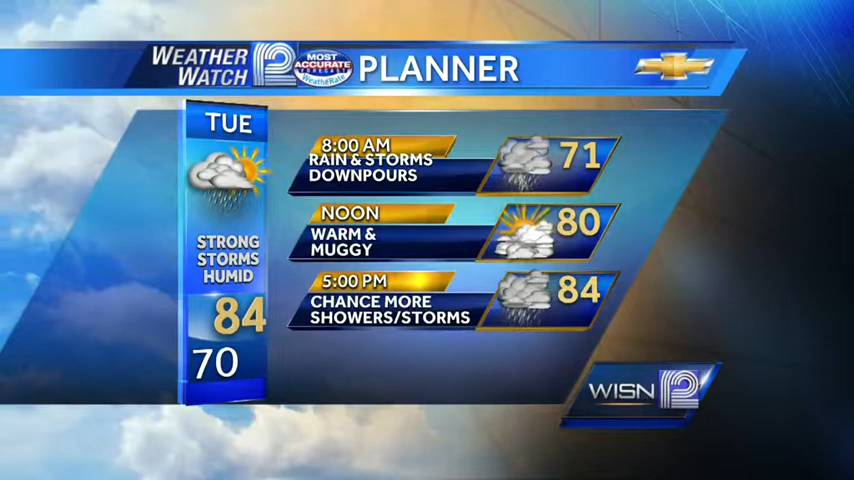 WEATHER WATCH 12 MOST ACCURATE FORECAST WeatheRate PLANNER
TUE
STRONG
STORMS
HUMID
84
70
8:00 AM
RAIN & STORMS
DOWNPOURS
71
NOON
WARM &
MUGGY
80
5:00 PM
CHANCE MORE
SHOWERS/STORMS
84
WISN 12